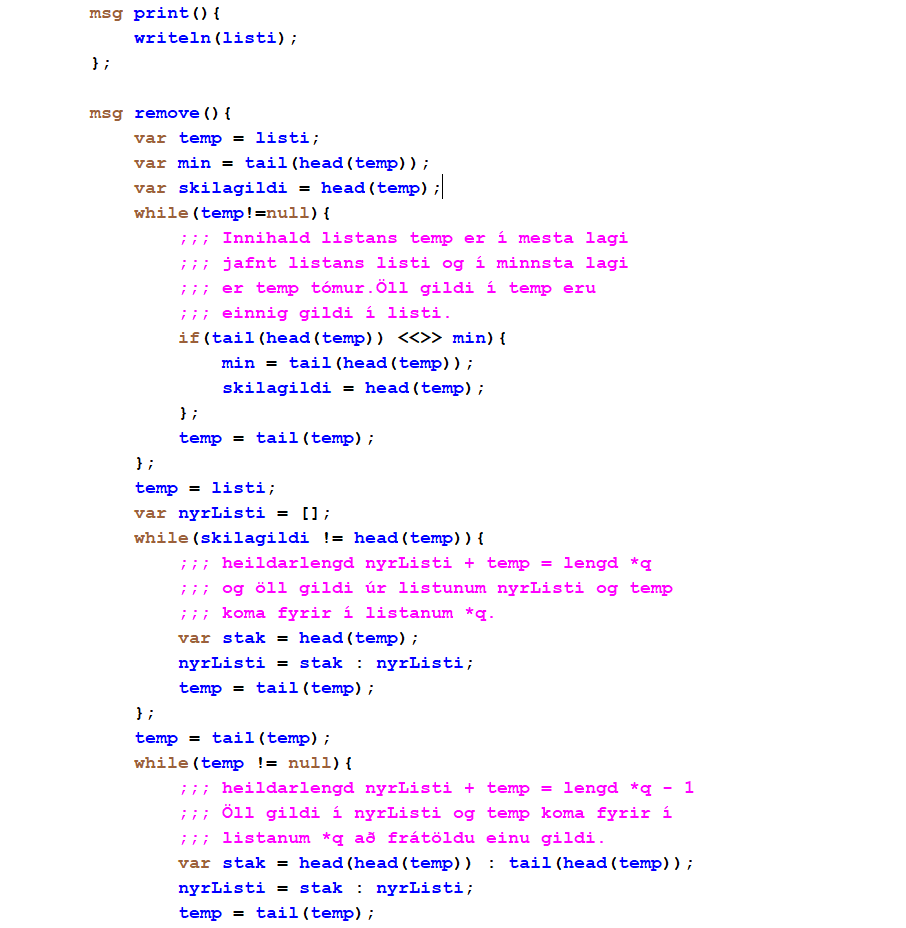 msg print(){
    writeln(listi);
};

msg remove(){
    var temp = listi;
    var min = tail(head(temp));
    var skilagildi = head(temp);
    while(temp!=null){
        ;;; Innihald listans temp er í mesta lagi
        ;;; jafnt listans listi og í minnsta lagi
        ;;; er temp tómur.Öll gildi í temp eru
        ;;; einnig gildi í listi.
        if(tail(head(temp)) <<>> min){
            min = tail(head(temp));
            skilagildi = head(temp);
        };
        temp = tail(temp);
    };
    temp = listi;
    var nyrListi = [];
    while(skilagildi != head(temp)){
        ;;; heildarlengd nyrListi + temp = lengd *q
        ;;; og öll gildi úr listunum nyrListi og temp
        ;;; koma fyrir í listanum *q.
        var stak = head(temp);
        nyrListi = stak : nyrListi;
        temp = tail(temp);
    };
    temp = tail(temp);
    while(temp != null){
        ;;; heildarlengd nyrListi + temp = lengd *q - 1
        ;;; Öll gildi í nyrListi og temp koma fyrir í
        ;;; listanum *q að frátöldu einu gildi.
        var stak = head(head(temp)) : tail(head(temp));
        nyrListi = stak : nyrListi;
        temp = tail(temp);